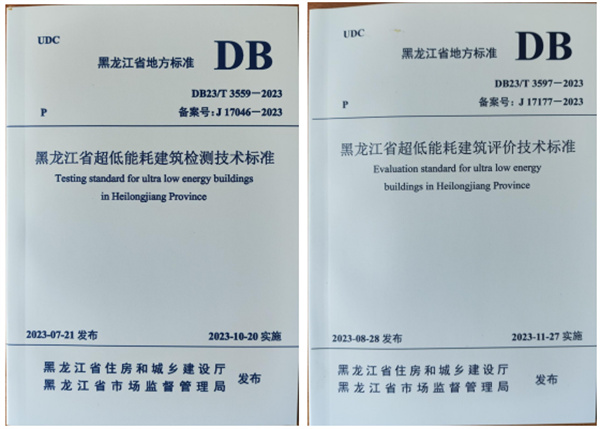 UDC
黑龙江省地方标准 DB
DB23/T 3559－2023
P 备案号：J 17046－2023
黑龙江省超低能耗建筑检测技术标准
Testing standard for ultra low energy buildings
in Heilongjiang Province
2023-07-21 发布 2023-10-20 实施
黑龙江省住房和城乡建设厅
黑龙江省市场监督管理局 发布
UDC
黑龙江省地方标准 DB
DB23/T 3597－2023
P 备案号：J 17177－2023
黑龙江省超低能耗建筑评价技术标准
Evaluation standard for ultra low energy
buildings in Heilongjiang Province
2023-08-28 发布 2023-11-27 实施
黑龙江省住房和城乡建设厅
黑龙江省市场监督管理局 发布